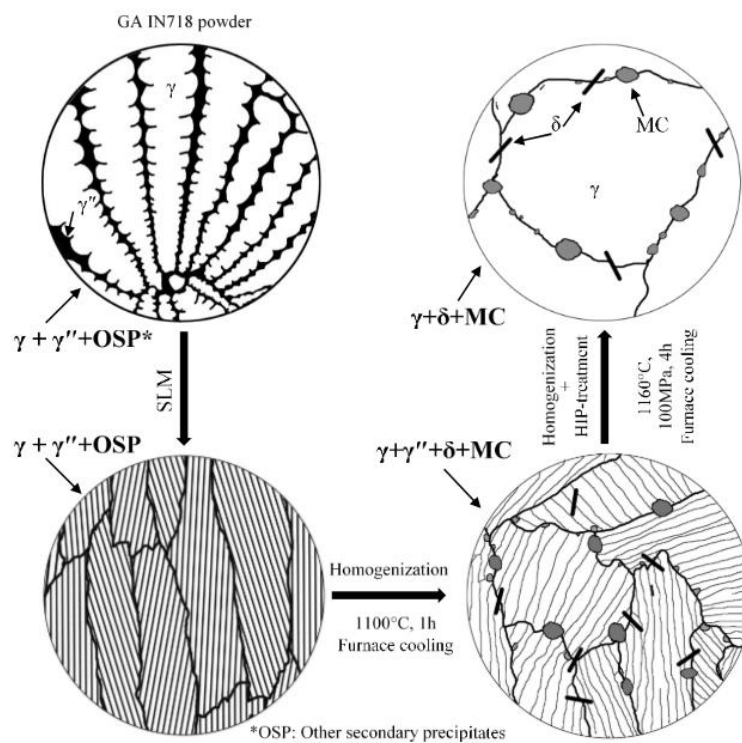 GA IN718 powder
γ
γ″
γ + γ″+OSP*
SLM
γ + γ″+OSP
Homogenization
1100°C, 1h
Furnace cooling
γ+γ″+δ+MC
Homogenization
+
HIP-treatment
1160°C,
100MPa, 4h
Furnace cooling
γ+δ+MC
δ
MC
γ
*OSP: Other secondary precipitates